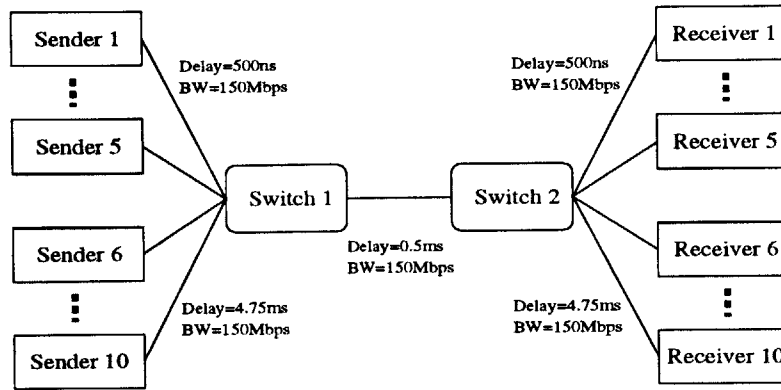 Sender 1
Delay=500ns
BW=150Mbps
Sender 5
Sender 6
Delay=4.75ms
BW=150Mbps
Sender 10
Switch 1
Delay=0.5ms
BW=150Mbps
Switch 2
Receiver 1
Delay=500ns
BW=150Mbps
Receiver 5
Receiver 6
Delay=4.75ms
BW=150Mbps
Receiver 10